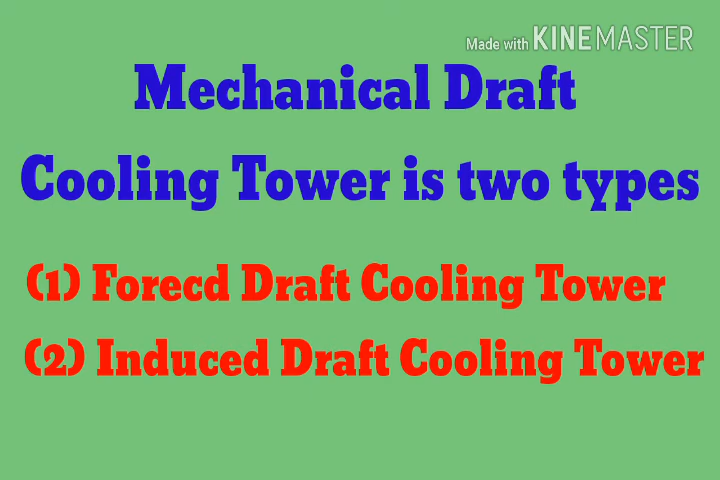 Made with KINEMASTER
Mechanical Draft
Cooling Tower is two types
(1) Forecd Draft Cooling Tower
(2) Induced Draft Cooling Tower